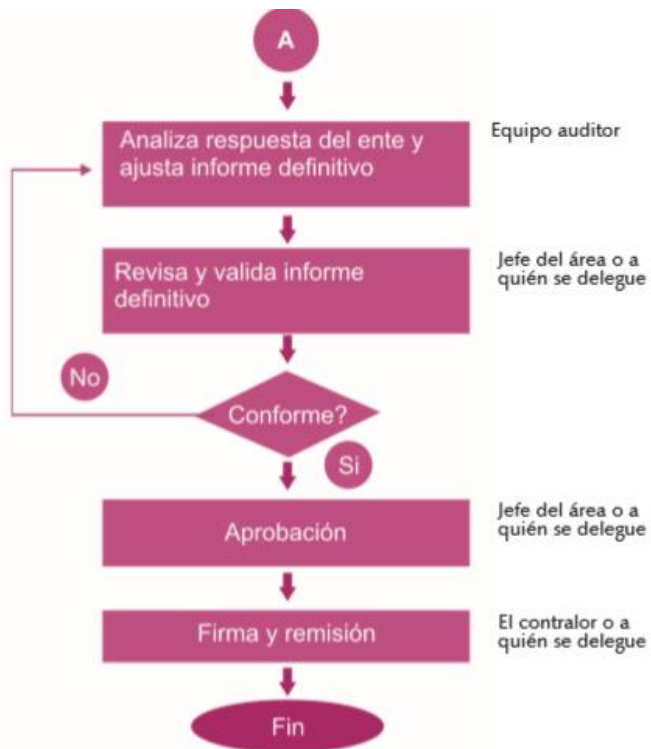 A
Analiza respuesta del ente y
ajusta informe definitivo
Equipo auditor
Revisa y valida informe
definitivo
Jefe del área o a
quién se delegue
No
Conforme?
Si
Aprobación
Jefe del área o a
quién se delegue
Firma y remisión
El contralor o a
quién se delegue
Fin